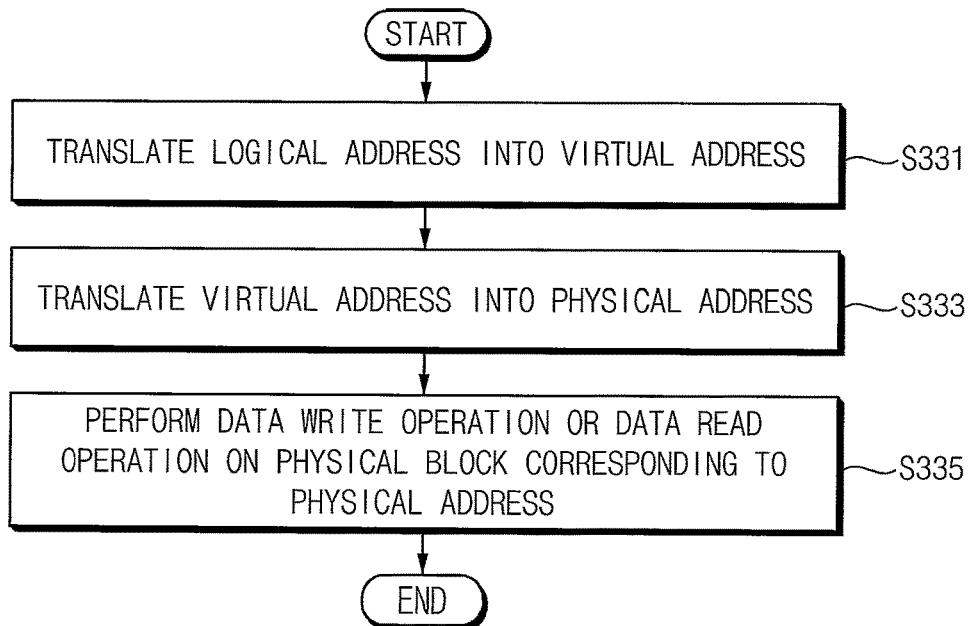 START
TRANSLATE LOGICAL ADDRESS INTO VIRTUAL ADDRESS
S331
TRANSLATE VIRTUAL ADDRESS INTO PHYSICAL ADDRESS
S333
PERFORM DATA WRITE OPERATION OR DATA READ
OPERATION ON PHYSICAL BLOCK CORRESPONDING TO
PHYSICAL ADDRESS
S335
END